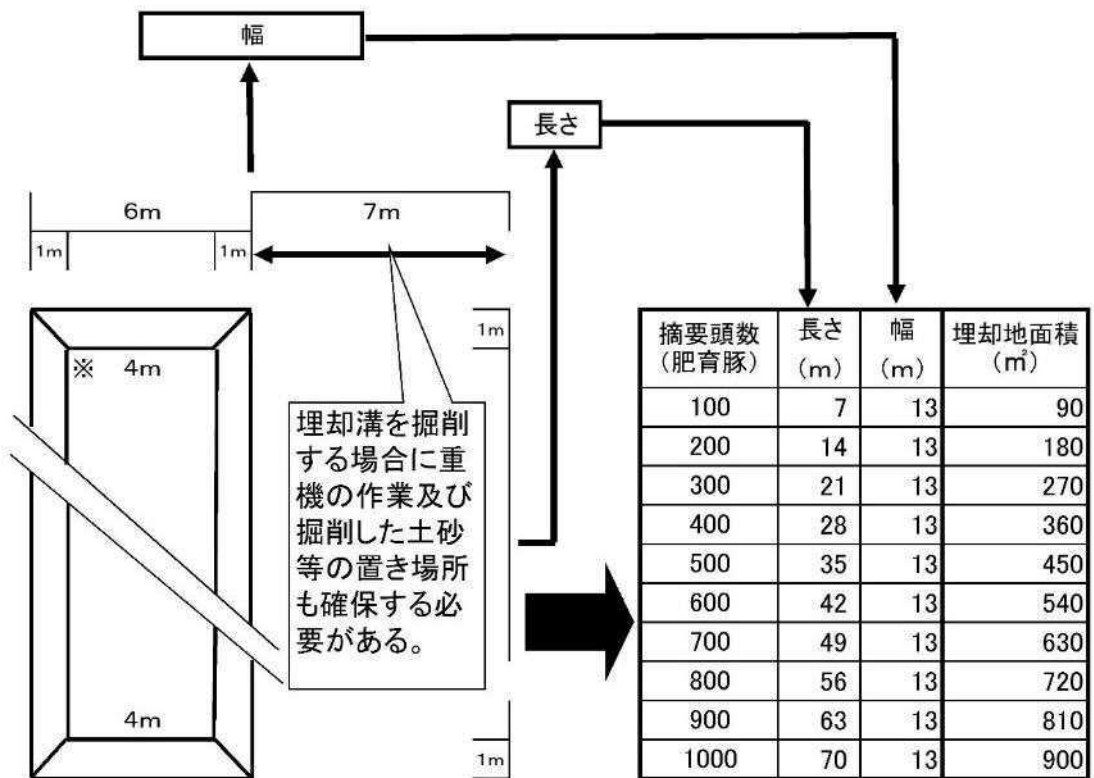 幅
長さ
6m
7m
1m
1m
1m
※ 4m
埋却溝を掘削
する場合に重
機の作業及び
掘削した土砂
等の置き場所
も確保する必
要がある。
4m
1m
摘要頭数
(肥育豚)
長さ
(m)
幅
(m)
埋却地面積
(㎡)
100 7 13 90
200 14 13 180
300 21 13 270
400 28 13 360
500 35 13 450
600 42 13 540
700 49 13 630
800 56 13 720
900 63 13 810
1000 70 13 900